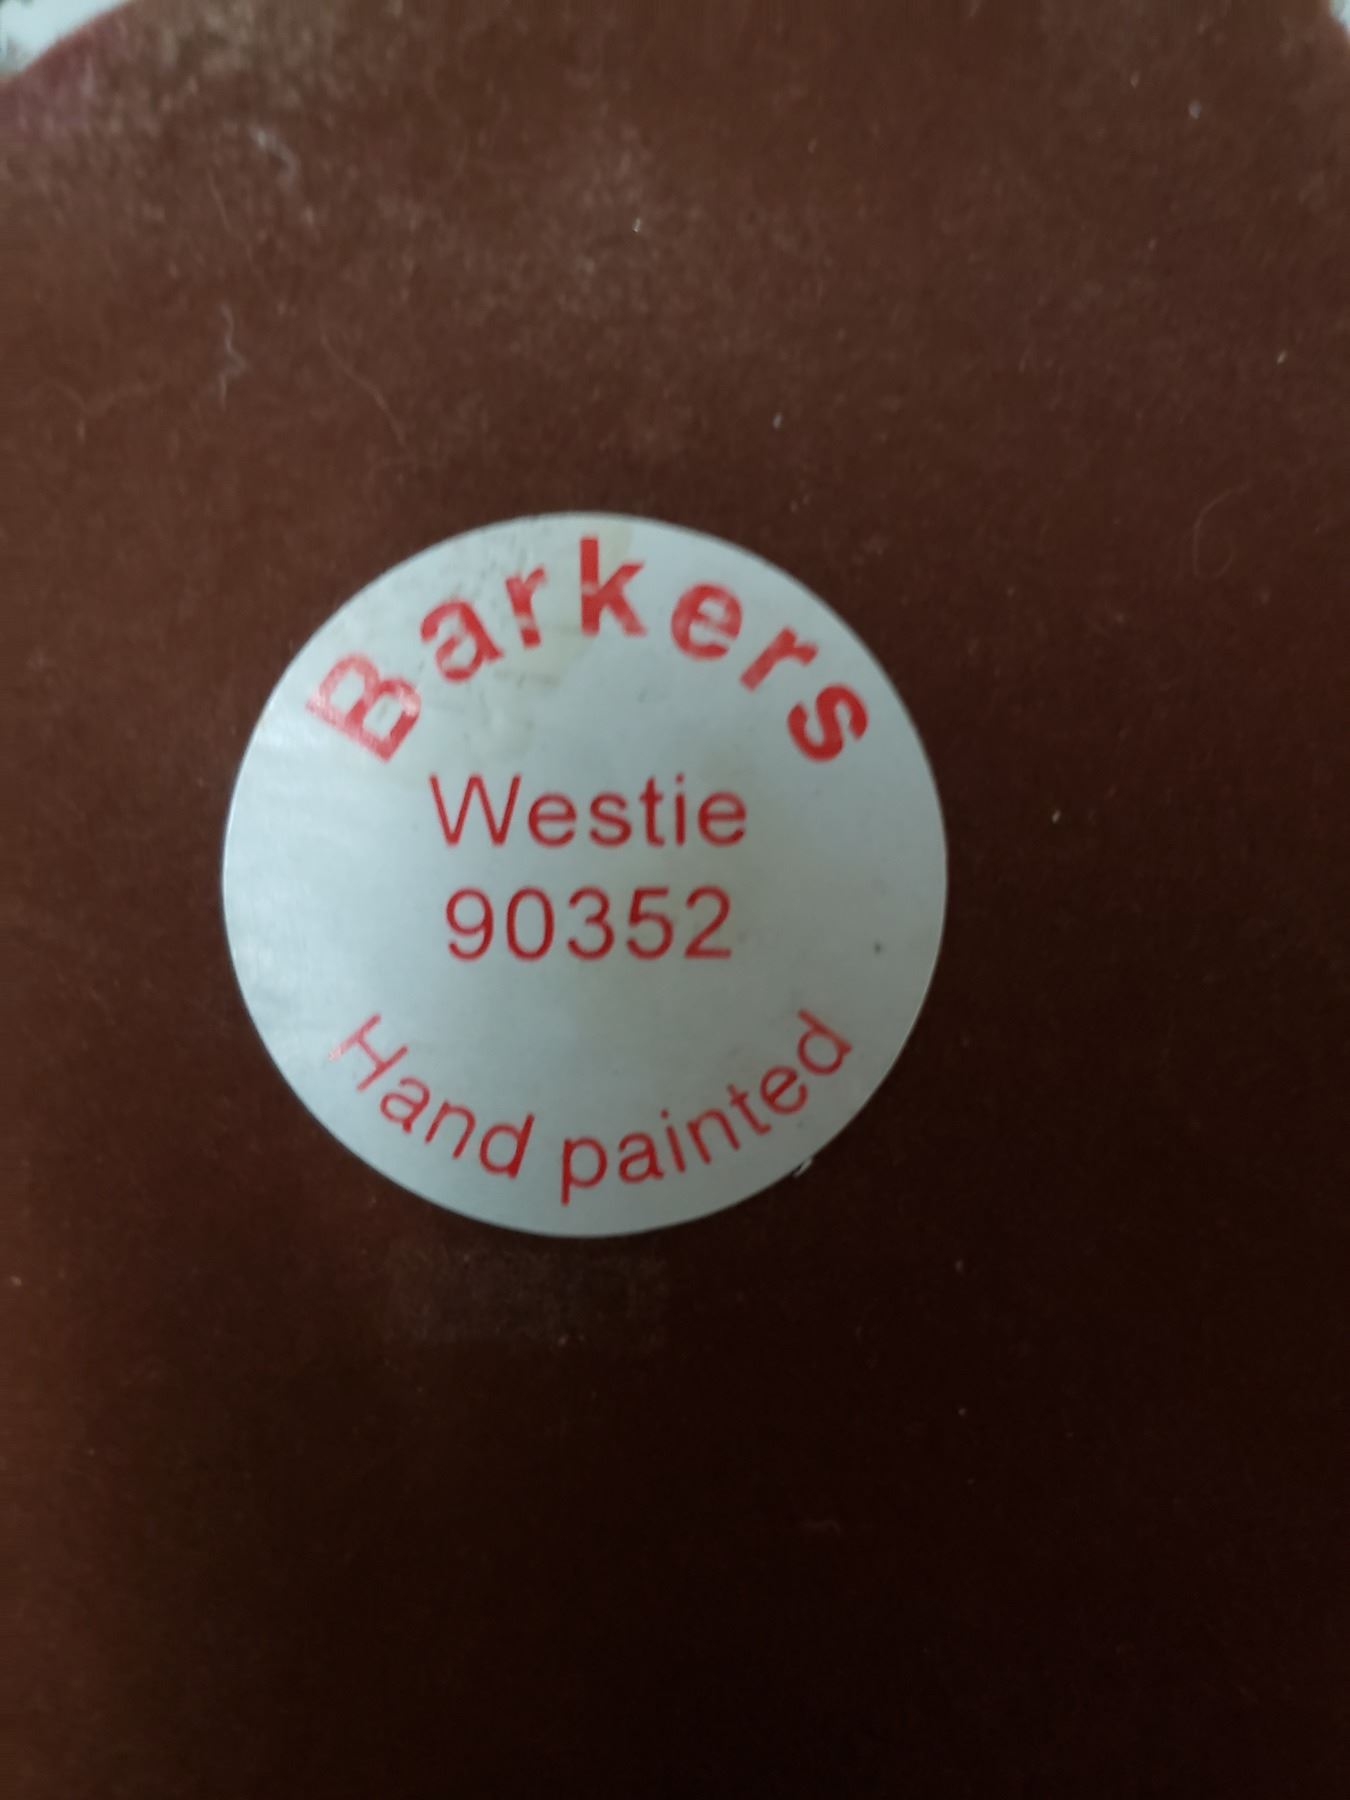 Barkers
Westie
90352
Hand painted